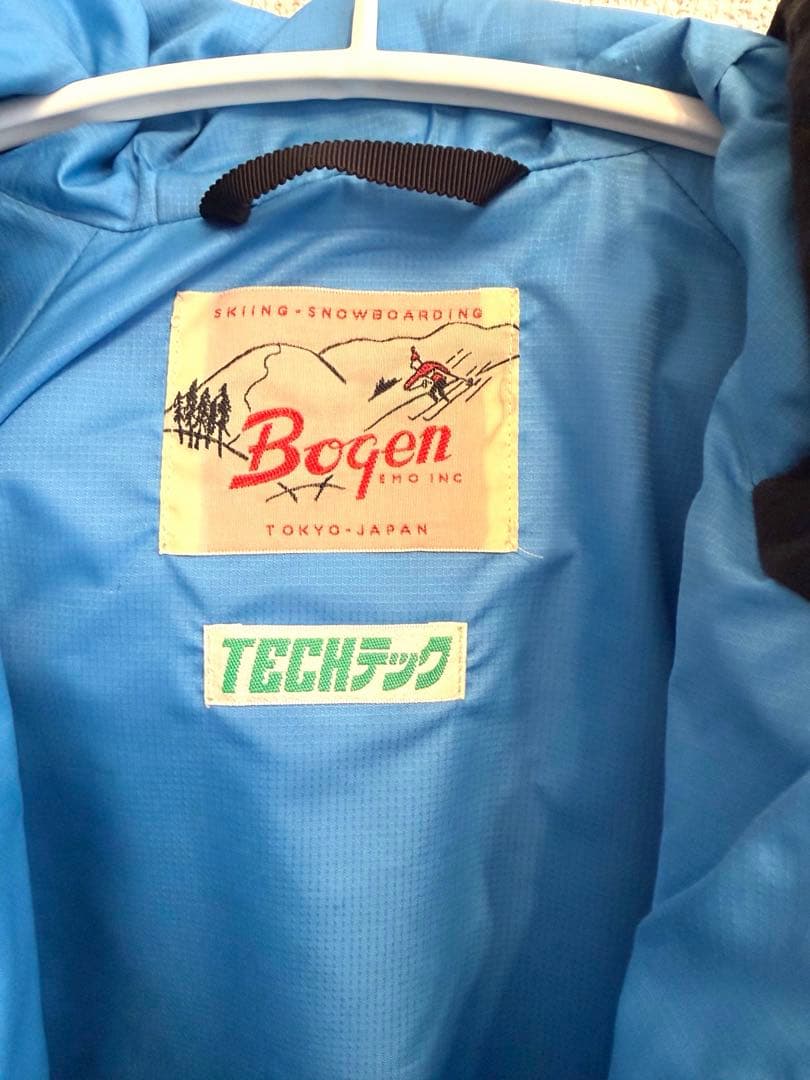 SKIING - SNOWBOARDING
Bogen
EMO INC
TOKYO - JAPAN
TECHテック